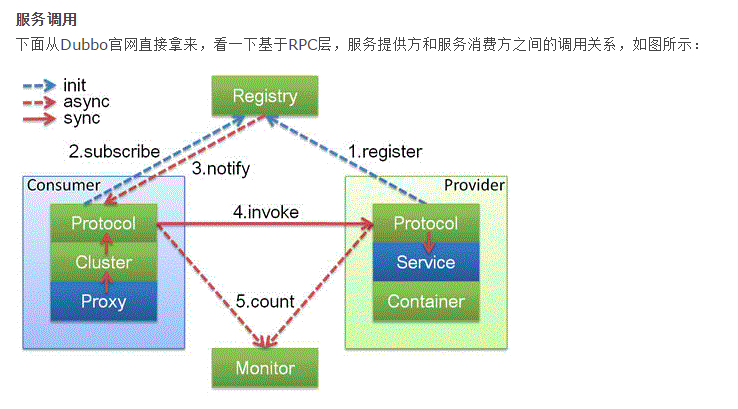 服务调用
下面从Dubbo官网直接拿来，看一下基于RPC层，服务提供方和服务消费方之间的调用关系，如图所示：
init
async
sync
Registry
2.subscribe
3.notify
1.register
Consumer
Provider
Protocol
4.invoke
Protocol
Cluster
Service
Proxy
5.count
Container
Monitor